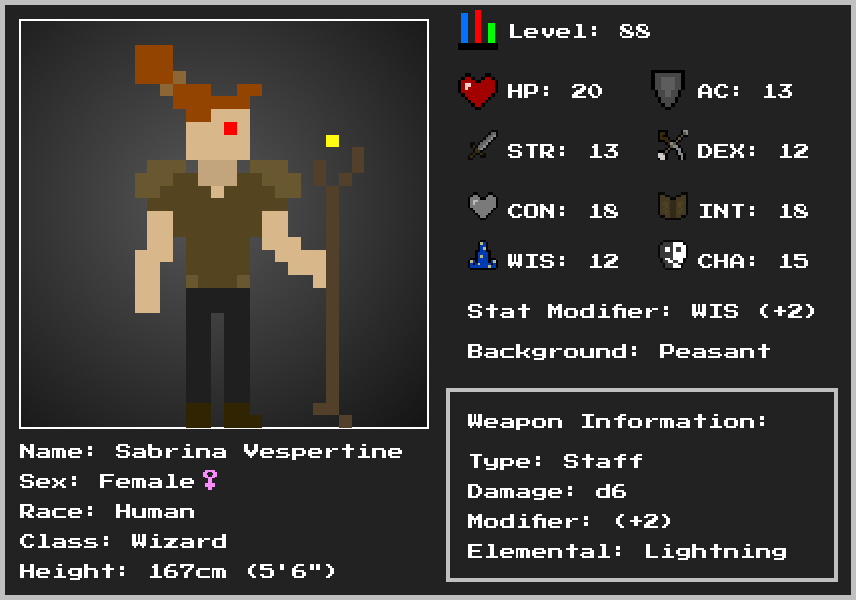 Level: 88
HP: 20
AC: 13
STR: 13
DEX: 12
CON: 18
INT: 18
WIS: 12
CHA: 15
Stat Modifier: WIS (+2)
Background: Peasant
Weapon Information:
Type: Staff
Damage: d6
Modifier: (+2)
Elemental: Lightning
Name: Sabrina Vespertine
Sex: Female♀
Race: Human
Class: Wizard
Height: 167cm (5'6")